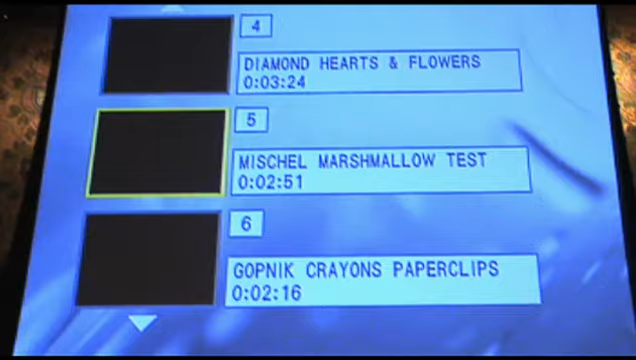 4
DIAMOND HEARTS & FLOWERS
0:03:24
5
MISCHEL MARSHMALLOW TEST
0:02:51
6
GOPNIK CRAYONS PAPERCLIPS
0:02:16